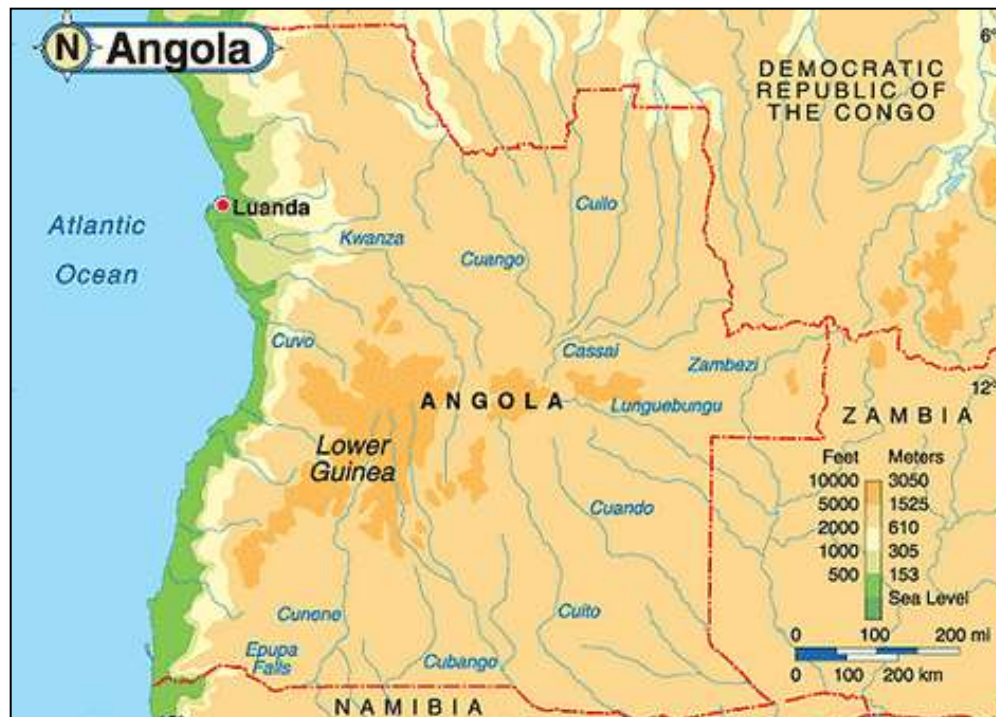 N Angola
6°
DEMOCRATIC
REPUBLIC OF
THE CONGO
Luanda
Atlantic
Ocean
Kwanza
Cuilo
Cuango
Cuvo
Cassai
Zambezi
12°
ANGOLA
Lunguebungu
ZAMBIA
Lower
Guinea
Feet Meters
10000 3050
5000 1525
2000 610
1000 305
500 153
Sea Level
Cuando
Cunene
Cuito
Epupa
Falls
Cubango
0 100 200 mi
0 100 200 km
NAMIBIA